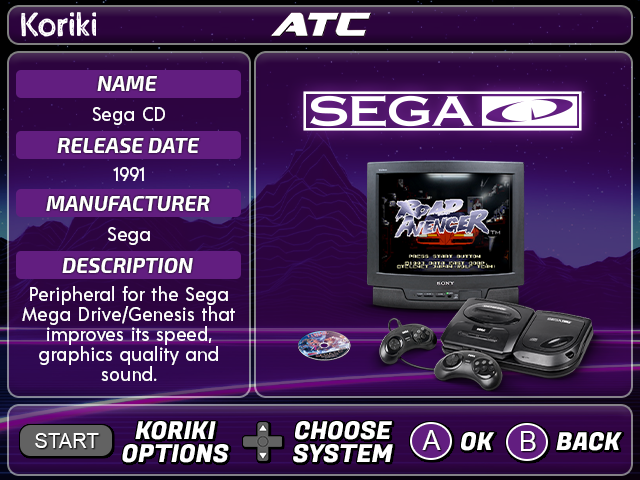 Koriki
ATC
NAME
Sega CD
RELEASE DATE
1991
MANUFACTURER
Sega
DESCRIPTION
Peripheral for the Sega
Mega Drive/Genesis that
improves its speed,
graphics quality and
sound.
SEGA CD
ROAD
AVENGER
TM
PRESS START BUTTON
SONY
START
KORIKI
OPTIONS
CHOOSE
SYSTEM
A OK
B BACK